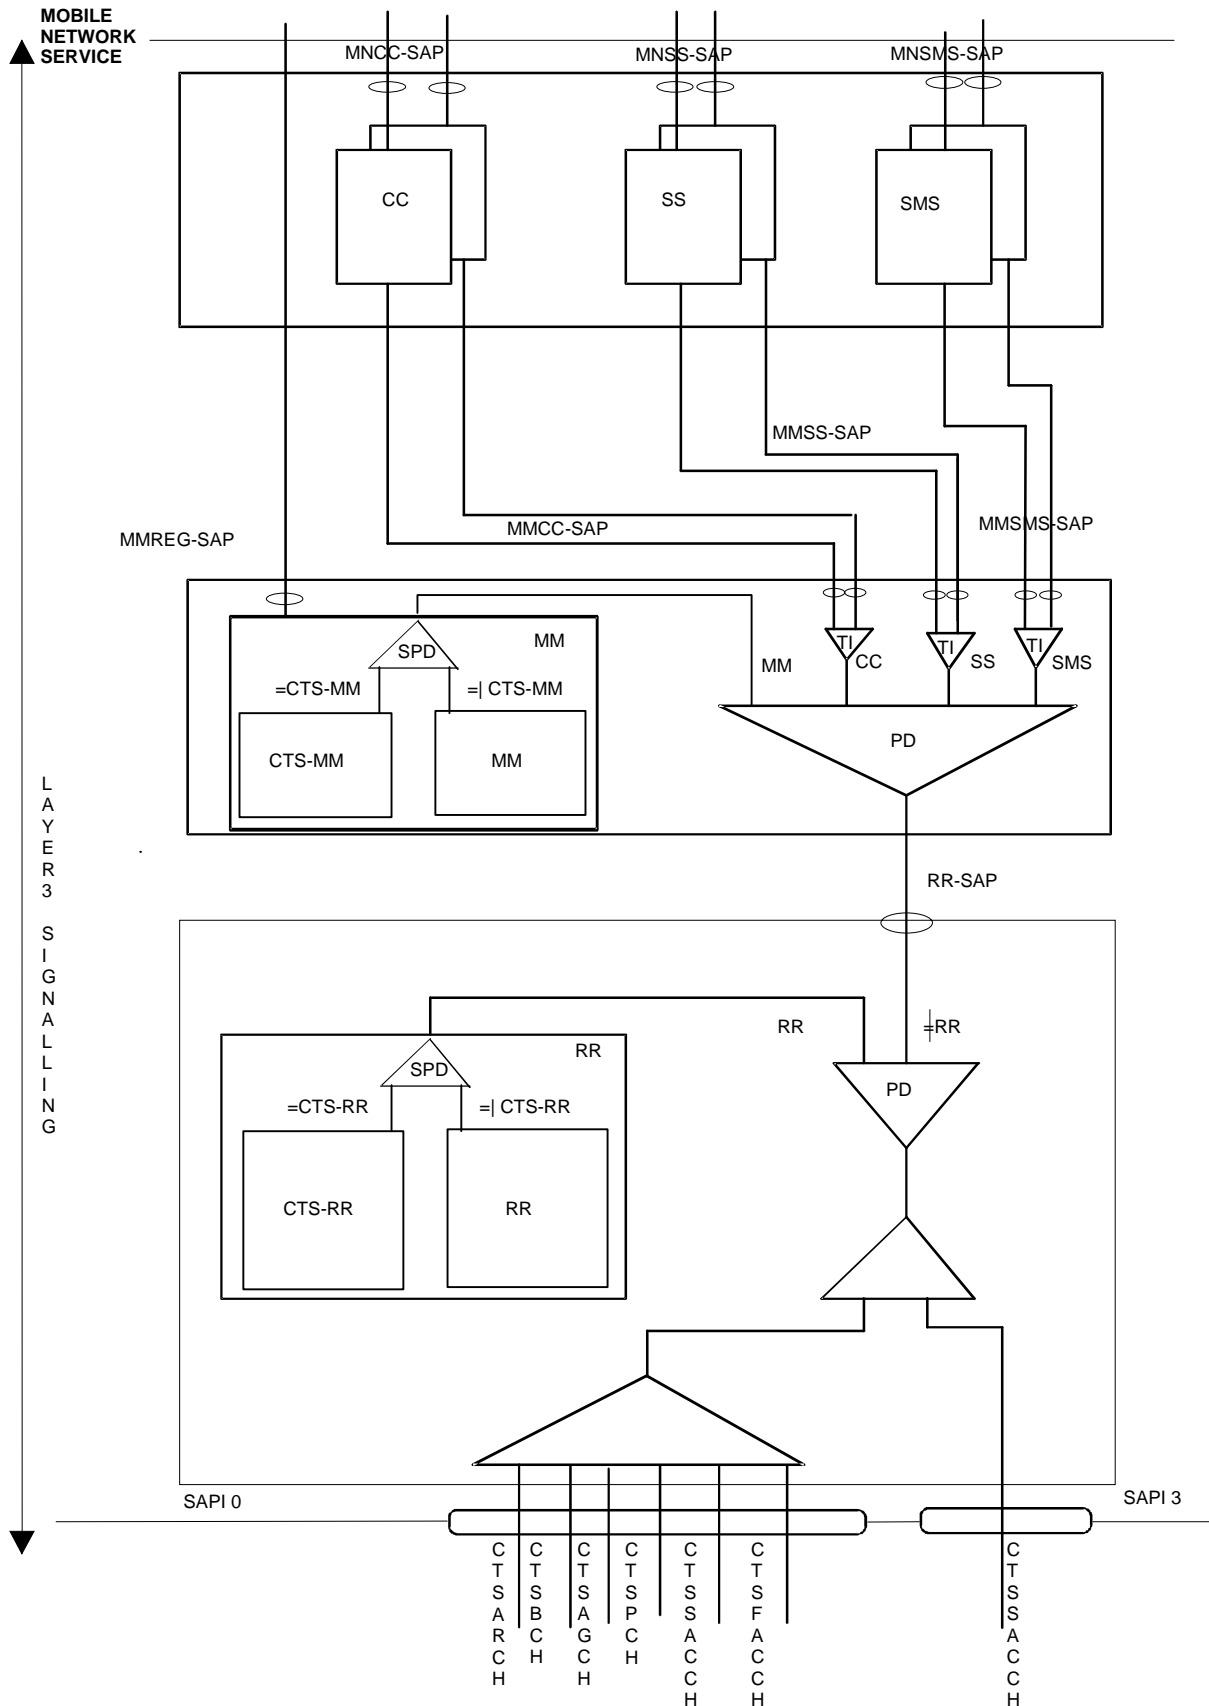 MOBILE
NETWORK
SERVICE
MNCC-SAP
MNSS-SAP
MNSMS-SAP
CC
SS
SMS
MMSS-SAP
MMCC-SAP
MMSMS-SAP
MMREG-SAP
SPD
MM
=CTS-MM
=| CTS-MM
CTS-MM
MM
MM
TI
CC
TI
SS
TI
SMS
PD
LAYER3 SIGNALLING
.
RR-SAP
RR
=|RR
RR
SPD
=CTS-RR
=| CTS-RR
CTS-RR
RR
PD
SAPI 0
SAPI 3
CTSARCH
CTSBCH
CTSAGCH
CTSPCH
CTSSACCH
CTSFACCH
CTSSACCH